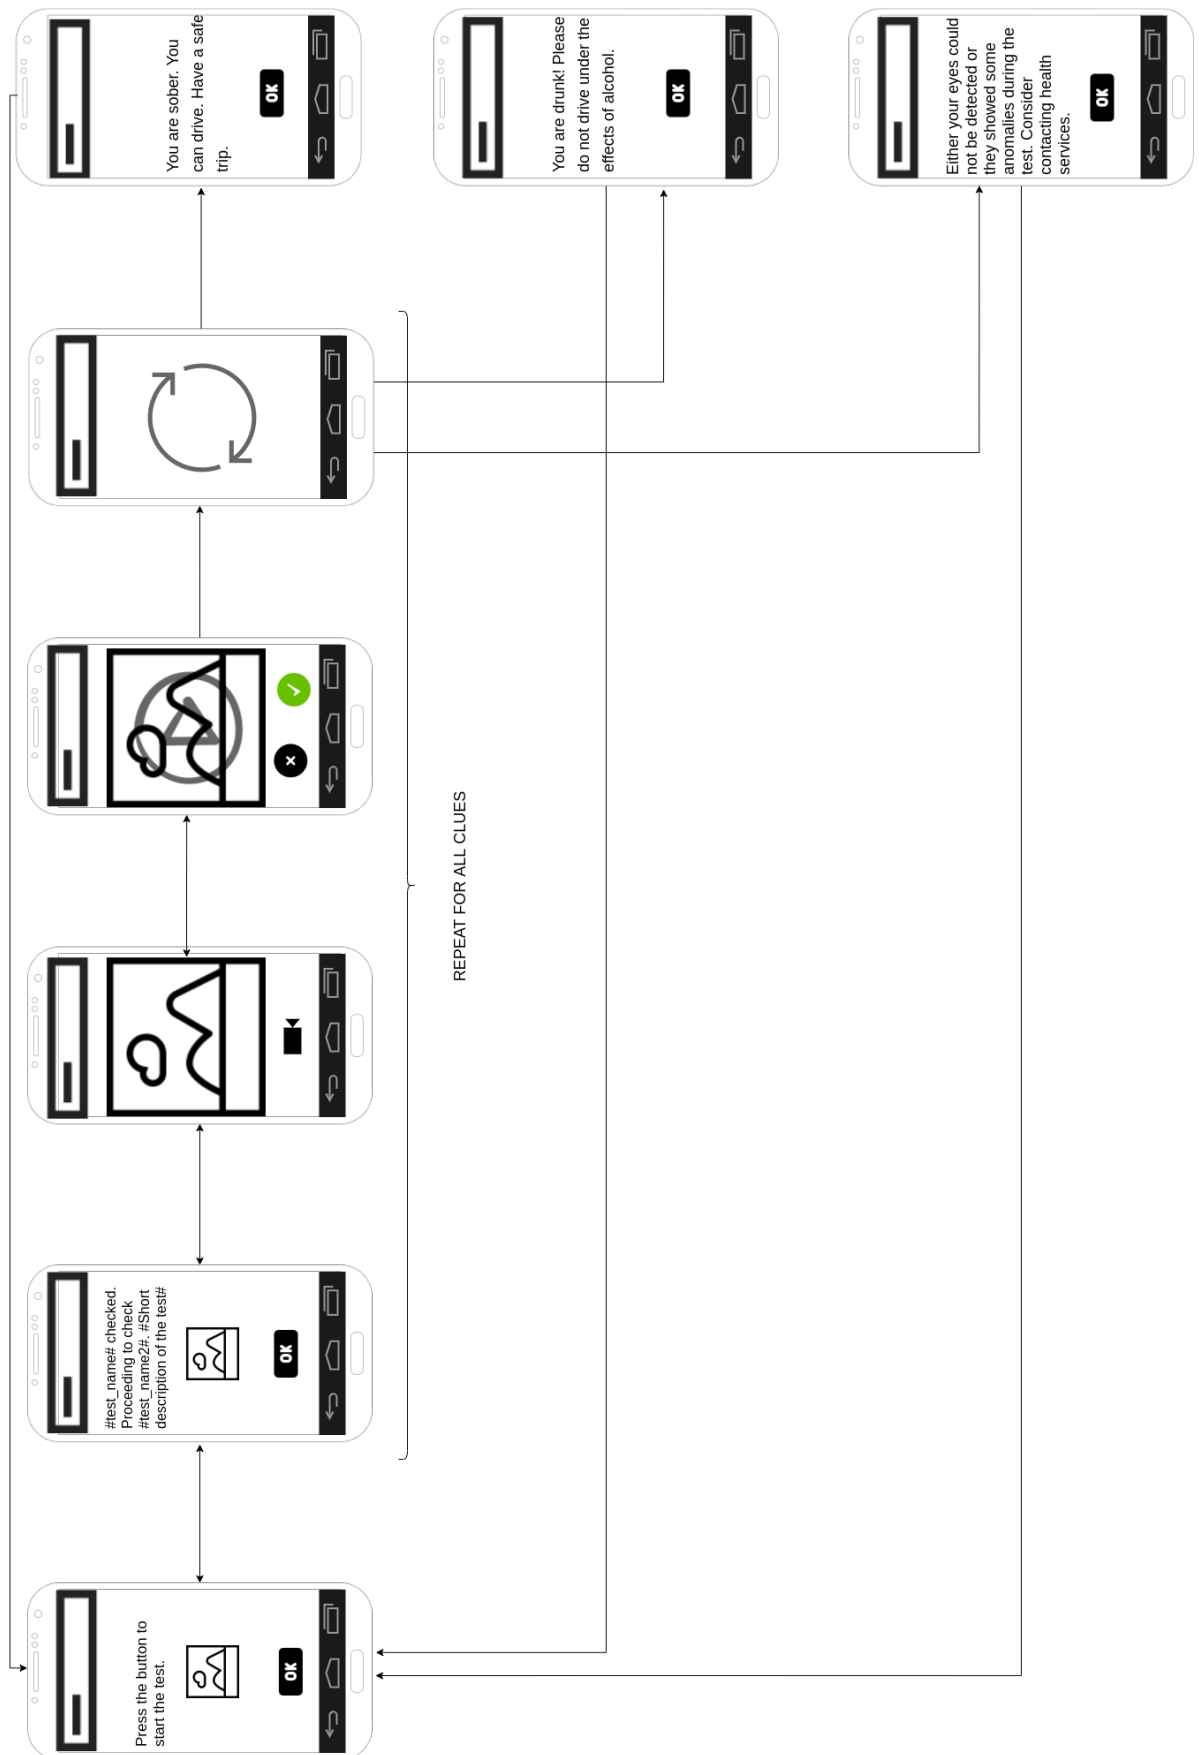 Press the button to
start the test.
OK
#test_name# checked.
Proceeding to check
#test_name2#. #Short
description of the test#
OK
REPEAT FOR ALL CLUES
You are sober. You
can drive. Have a safe
trip.
OK
You are drunk! Please
do not drive under the
effects of alcohol.
OK
Either your eyes could
not be detected or
they showed some
anomalies during the
test. Consider
contacting health
services.
OK